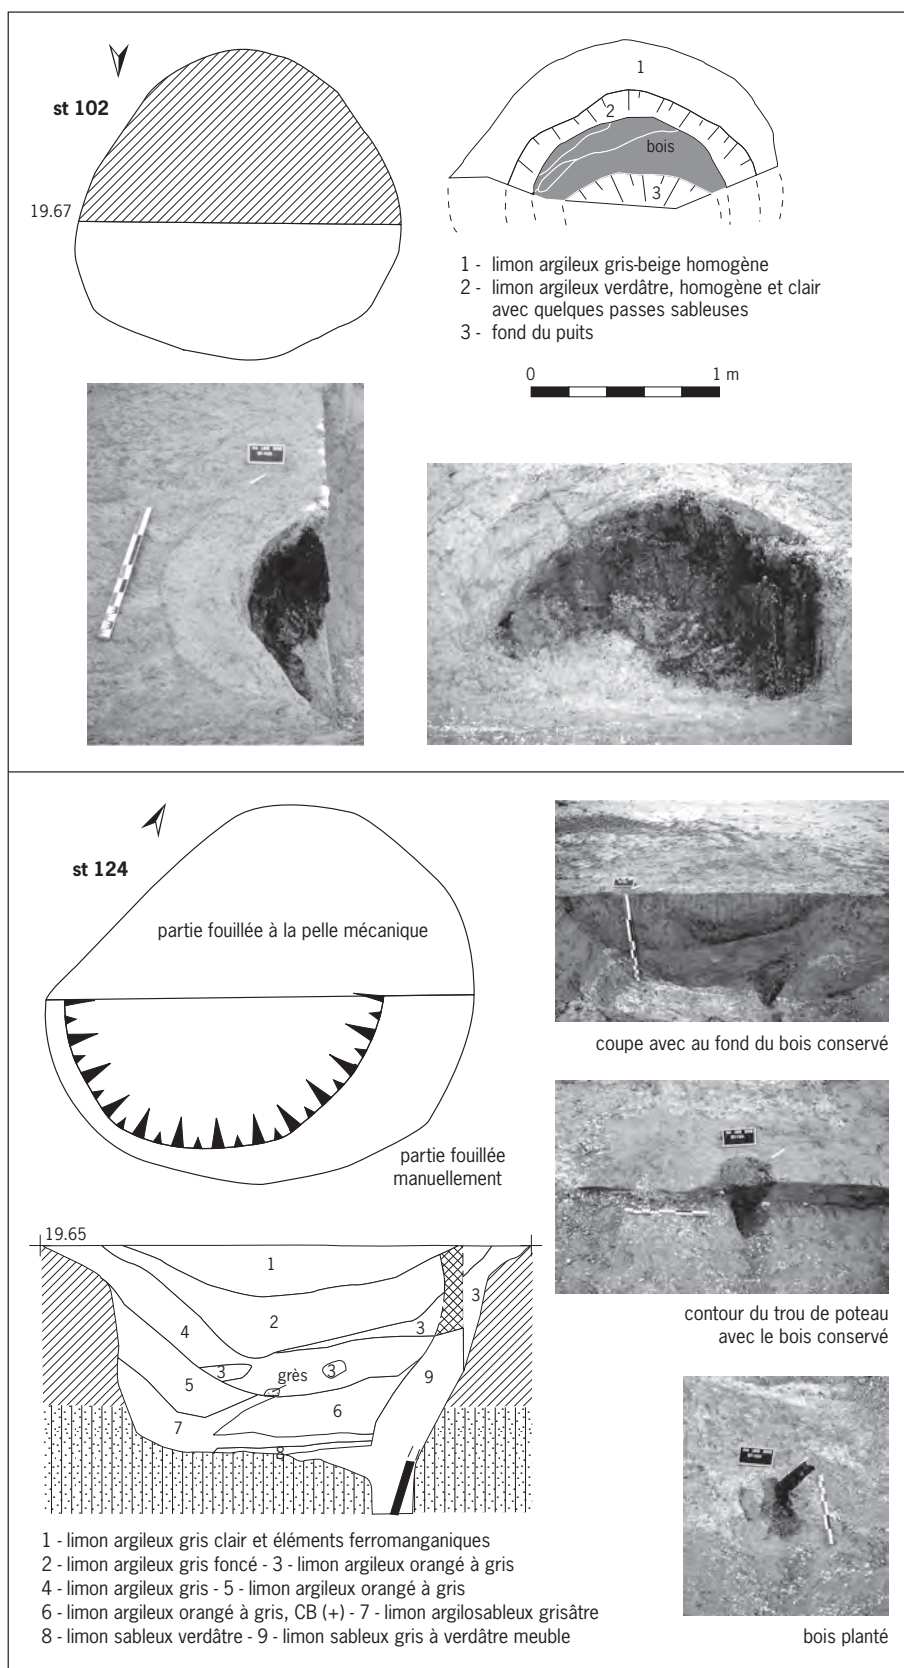 st 102
19.67
1
2
bois
3
1 - limon argileux gris-beige homogène
2 - limon argileux verdâtre, homogène et clair
avec quelques passes sableuses
3 - fond du puits
0 1 m
st 124
partie fouillée à la pelle mécanique
partie fouillée
manuellement
coupe avec au fond du bois conservé
contour du trou de poteau
avec le bois conservé
bois planté
19.65
1
2
3
3
4
3
grès
3
5
9
6
7
8
1 - limon argileux gris clair et éléments ferromanganiques
2 - limon argileux gris foncé - 3 - limon argileux orangé à gris
4 - limon argileux gris - 5 - limon argileux orangé à gris
6 - limon argileux orangé à gris, CB (+) - 7 - limon argilosableux grisâtre
8 - limon sableux verdâtre - 9 - limon sableux gris à verdâtre meuble